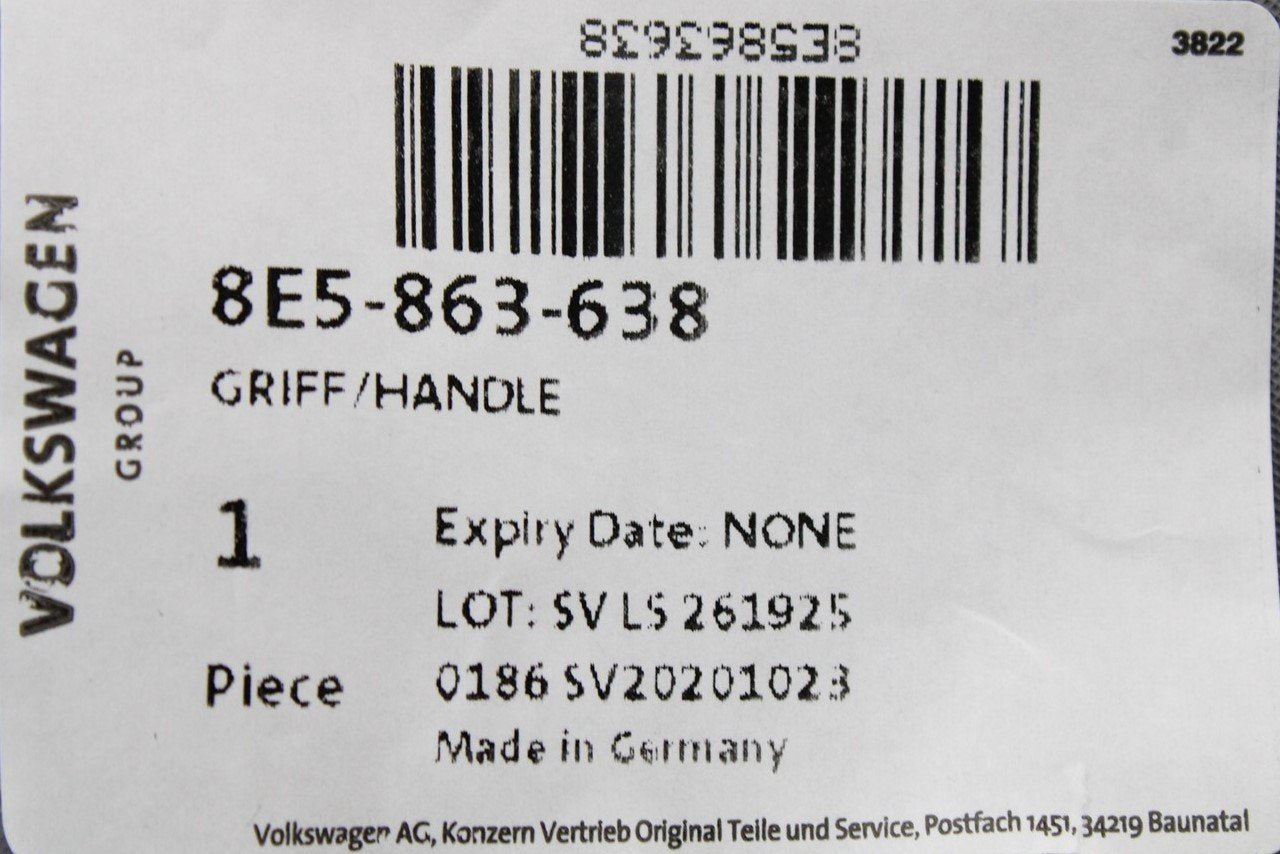 8E5863638
3822
8E5-863-638
GRIFF/HANDLE
1
Expiry Date: NONE
LOT: SV LS 261925
Piece
0186 SV20201023
Made in Germany
VOLKSWAGEN
GROUP
Volkswagen AG, Konzern Vertrieb Original Teile und Service, Postfach 1451, 34219 Baunatal